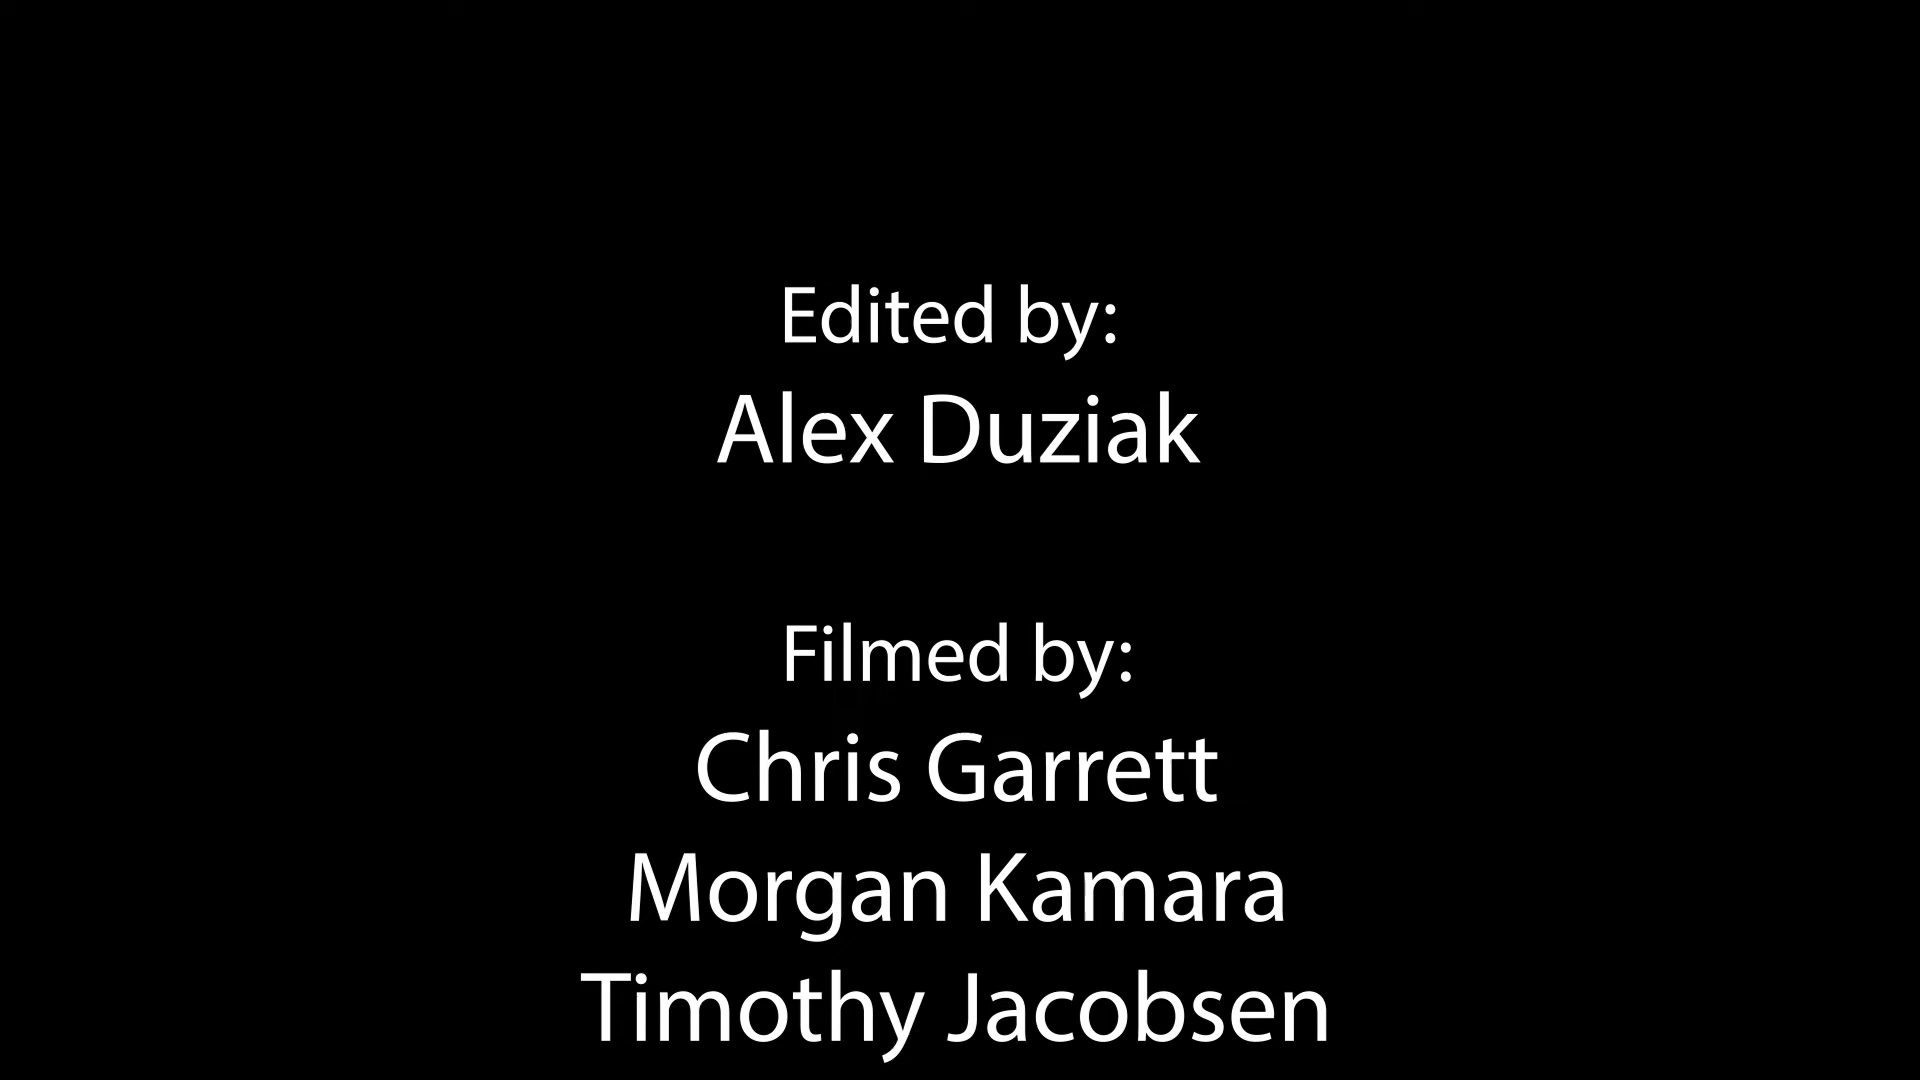 Edited by:
Alex Duziak
Filmed by:
Chris Garrett
Morgan Kamara
Timothy Jacobsen